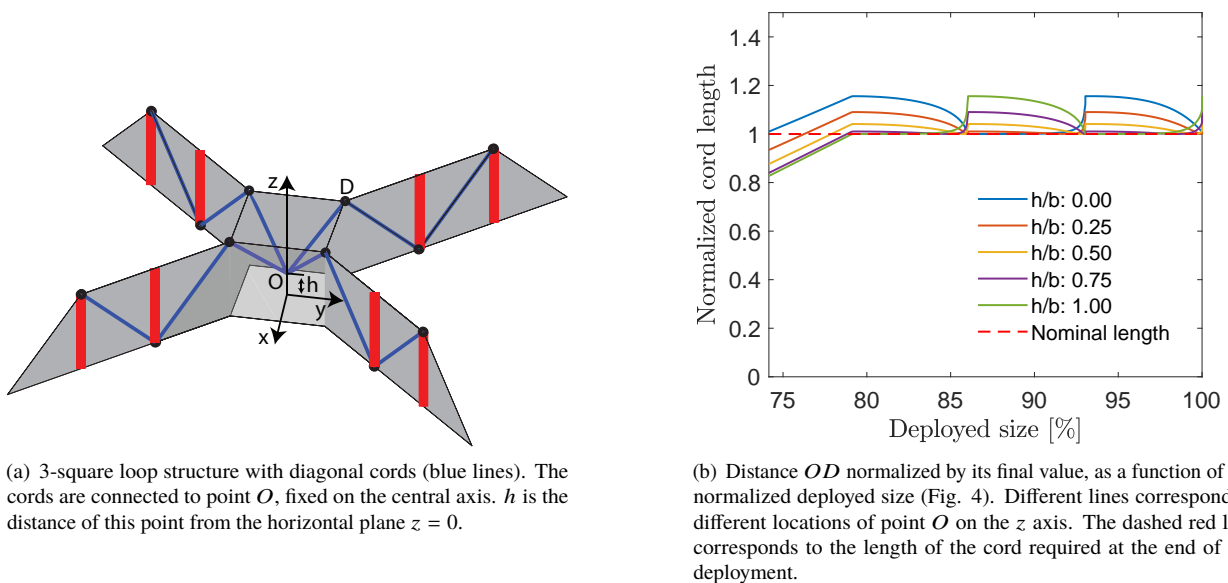 z
D
O
h
y
x
(a) 3-square loop structure with diagonal cords (blue lines). The
cords are connected to point O, fixed on the central axis. h is the
distance of this point from the horizontal plane z = 0.
1.4
1.2
1
0.8
0.6
0.4
0.2
0
Normalized cord length
h/b: 0.00
h/b: 0.25
h/b: 0.50
h/b: 0.75
h/b: 1.00
Nominal length
75 80 85 90 95 100
Deployed size [%]
(b) Distance OD normalized by its final value, as a function of
normalized deployed size (Fig. 4). Different lines correspond
different locations of point O on the z axis. The dashed red l
corresponds to the length of the cord required at the end of
deployment.